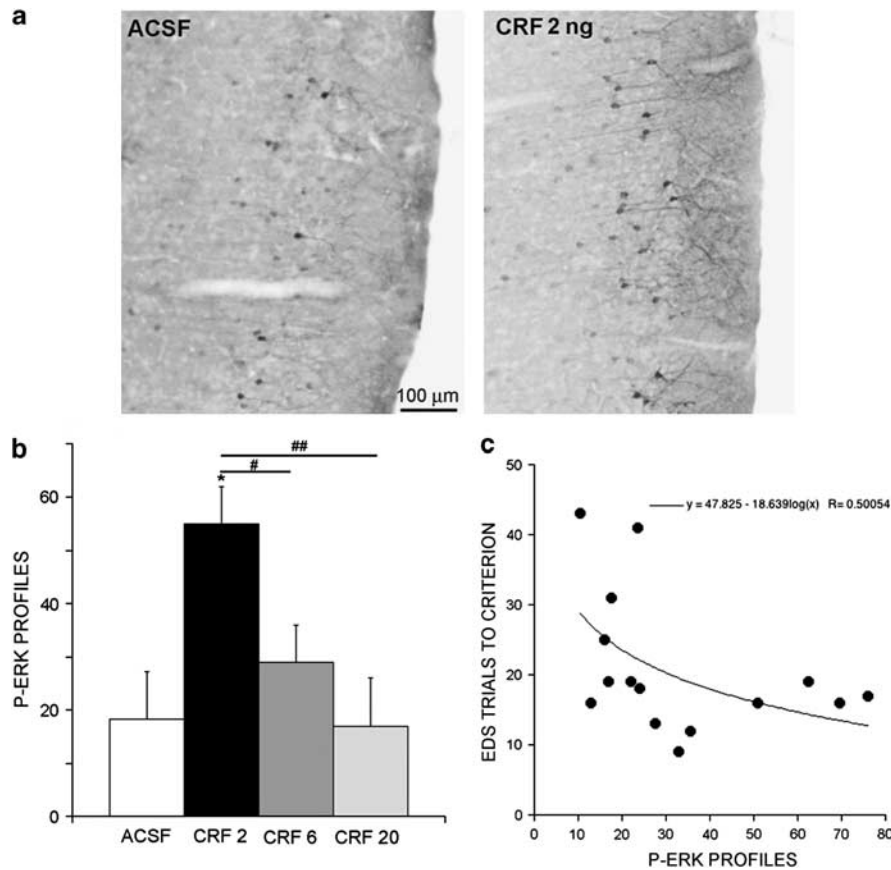 a
ACSF
CRF 2 ng
100 μm
b
##
#
*
P-ERK PROFILES
60
40
20
0
ACSF
CRF 2
CRF 6
CRF 20
c
EDS TRIALS TO CRITERION
50
40
30
20
10
0
y = 47.825 - 18.639log(x) R= 0.50054
0 10 20 30 40 50 60 70 80
P-ERK PROFILES